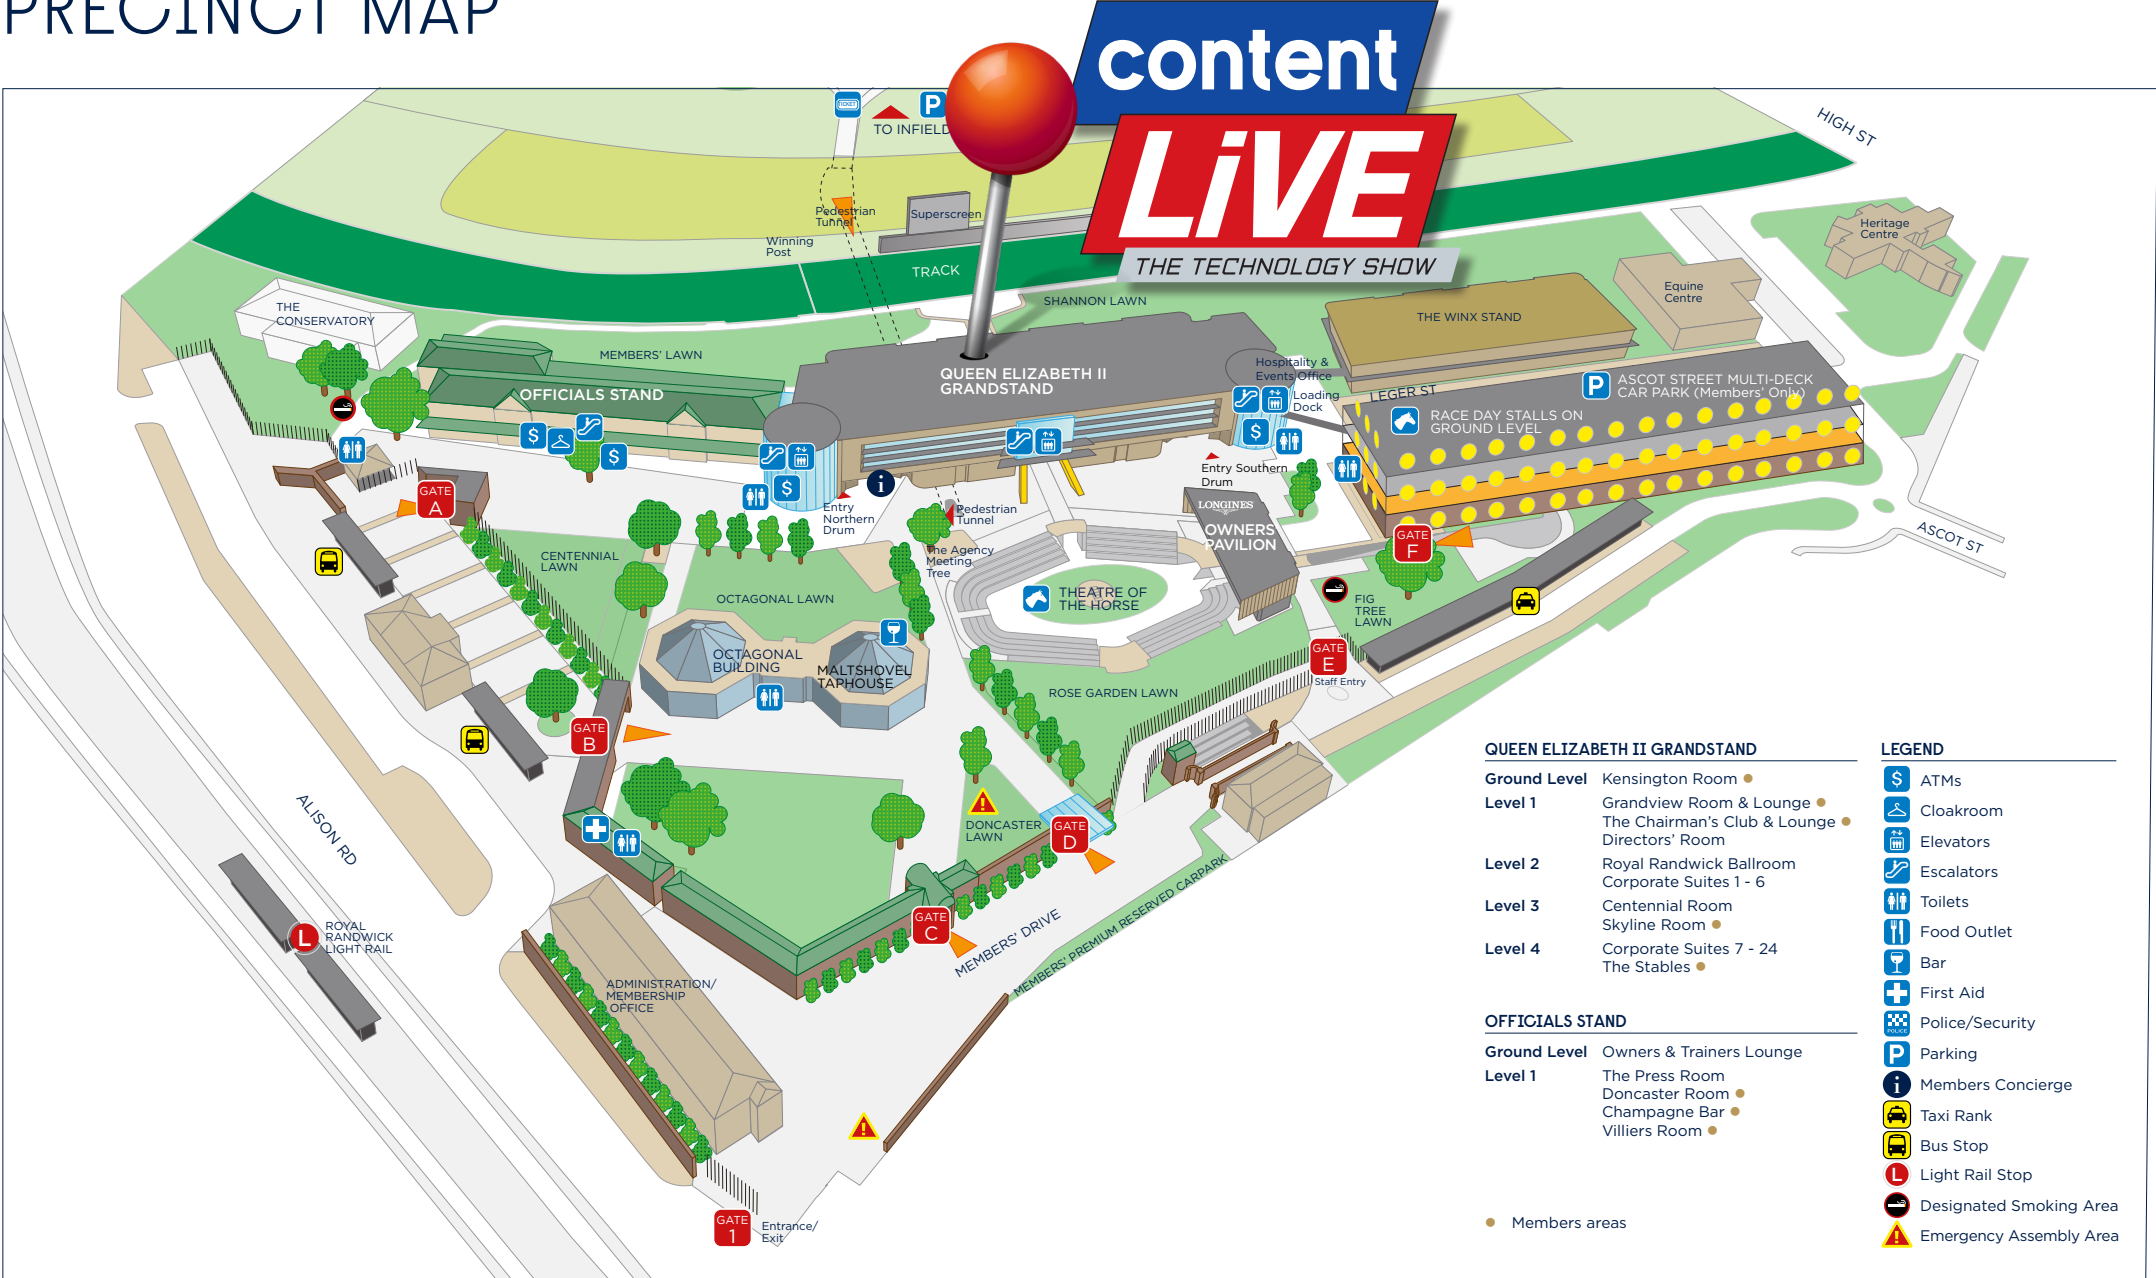 PRECINCT MAP
content
LiVE
THE TECHNOLOGY SHOW
TICKET
P
TO INFIELD
HIGH ST
Pedestrian
Tunnel
Superscreen
Winning
Post
TRACK
Heritage
Centre
SHANNON LAWN
Equine
Centre
THE
CONSERVATORY
THE WINX STAND
MEMBERS' LAWN
QUEEN ELIZABETH II
GRANDSTAND
Hospitality &
Events Office
Loading
Dock
LEGER ST
P
ASCOT STREET MULTI-DECK
CAR PARK (Members' Only)
RACE DAY STALLS ON
GROUND LEVEL
OFFICIALS STAND
$
$
$
$
i
Entry Southern
Drum
GATE
A
Entry
Northern
Drum
Pedestrian
Tunnel
LONGINES
OWNERS
PAVILION
The Agency
Meeting
Tree
GATE
F
ASCOT ST
CENTENNIAL
LAWN
OCTAGONAL LAWN
THEATRE OF
THE HORSE
FIG
TREE
LAWN
OCTAGONAL
BUILDING
MALTSHOVEL
TAPHOUSE
GATE
E
Staff Entry
ROSE GARDEN LAWN
GATE
B
DONCASTER
LAWN
GATE
D
ALISON RD
GATE
C
MEMBERS' DRIVE
MEMBERS' PREMIUM RESERVED CARPARK
L
ROYAL
RANDWICK
LIGHT RAIL
ADMINISTRATION/
MEMBERSHIP
OFFICE
GATE
1
Entrance/
Exit
QUEEN ELIZABETH II GRANDSTAND
Ground Level Kensington Room
Level 1 Grandview Room & Lounge
The Chairman's Club & Lounge
Directors' Room
Level 2 Royal Randwick Ballroom
Corporate Suites 1 - 6
Level 3 Centennial Room
Skyline Room
Level 4 Corporate Suites 7 - 24
The Stables
OFFICIALS STAND
Ground Level Owners & Trainers Lounge
Level 1 The Press Room
Doncaster Room
Champagne Bar
Villiers Room
Members areas
LEGEND
$ ATMs
Cloakroom
Elevators
Escalators
Toilets
Food Outlet
Bar
First Aid
POLICE Police/Security
P Parking
i Members Concierge
Taxi Rank
Bus Stop
L Light Rail Stop
Designated Smoking Area
! Emergency Assembly Area